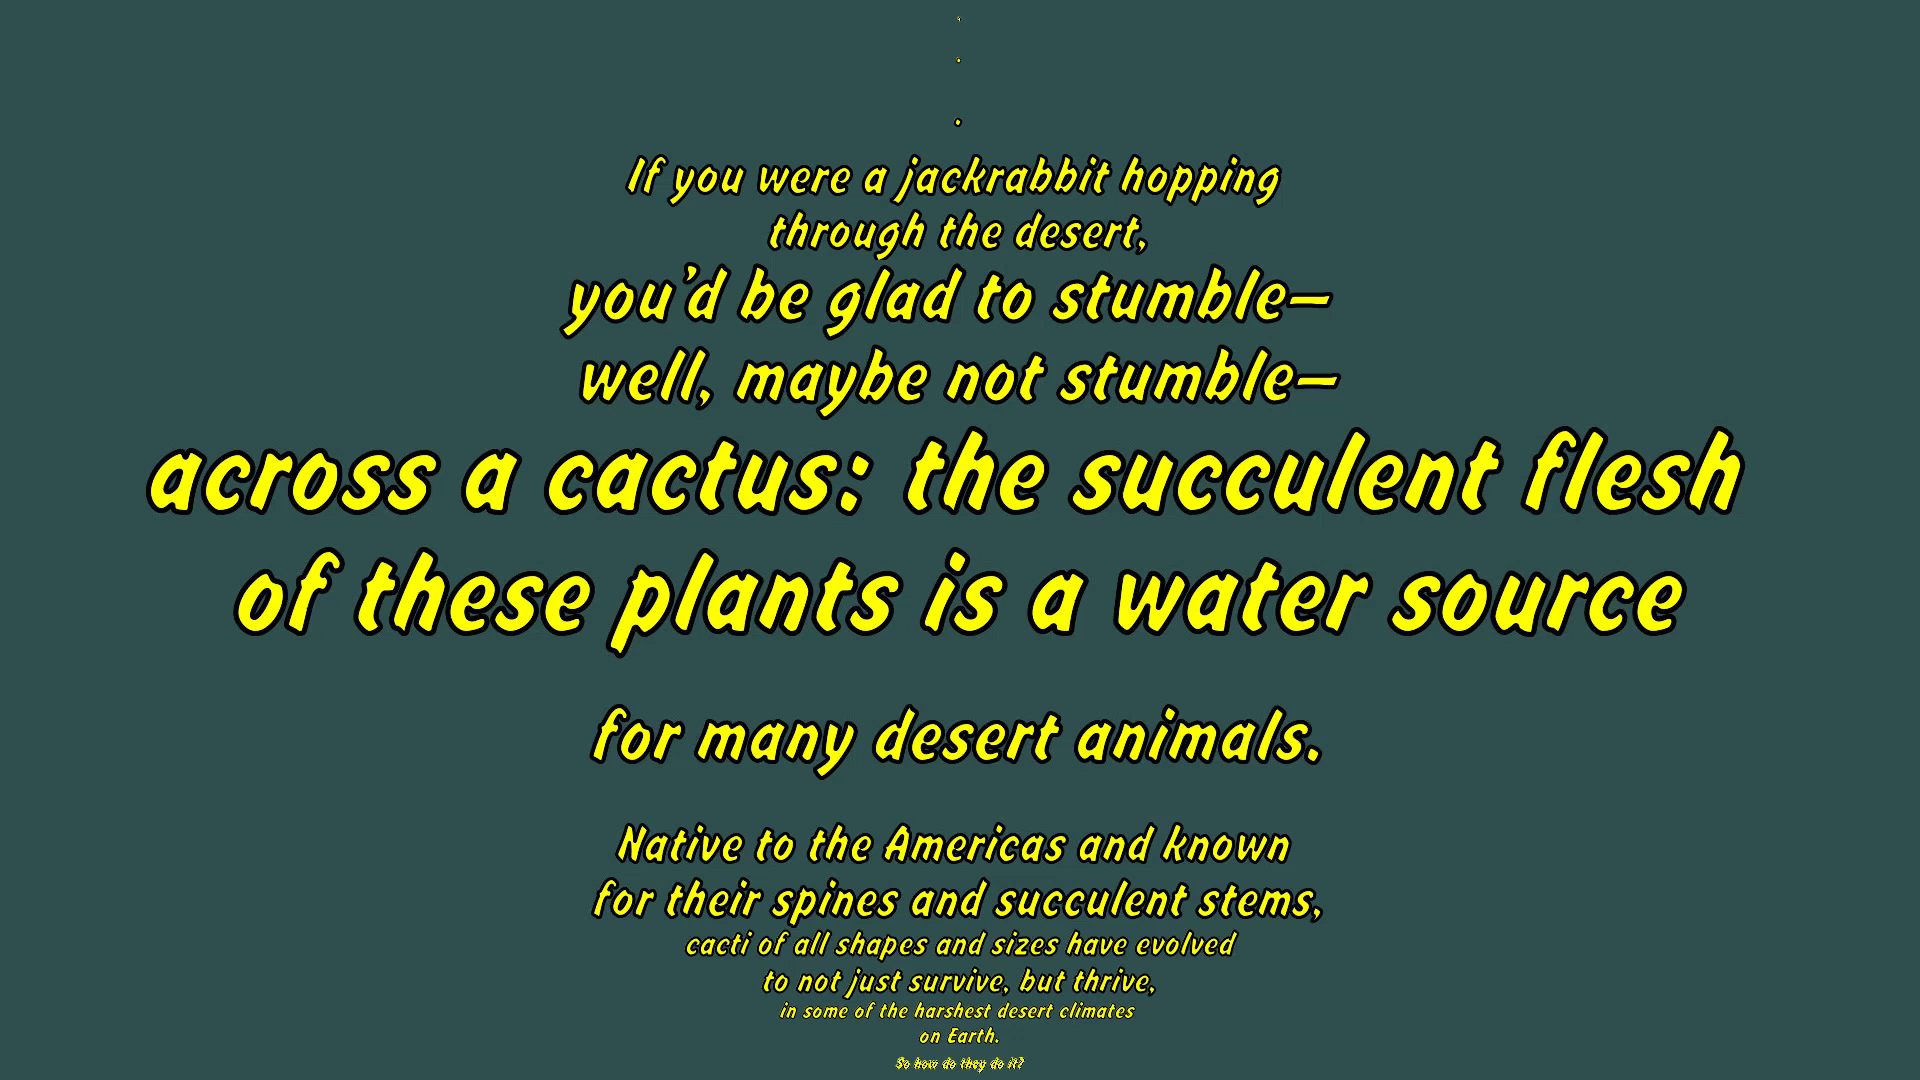 .
.
.
If you were a jackrabbit hopping
through the desert,
you’d be glad to stumble—
well, maybe not stumble—
across a cactus: the succulent flesh
of these plants is a water source
for many desert animals.
Native to the Americas and known
for their spines and succulent stems,
cacti of all shapes and sizes have evolved
to not just survive, but thrive,
in some of the harshest desert climates
on Earth.
So how do they do it?